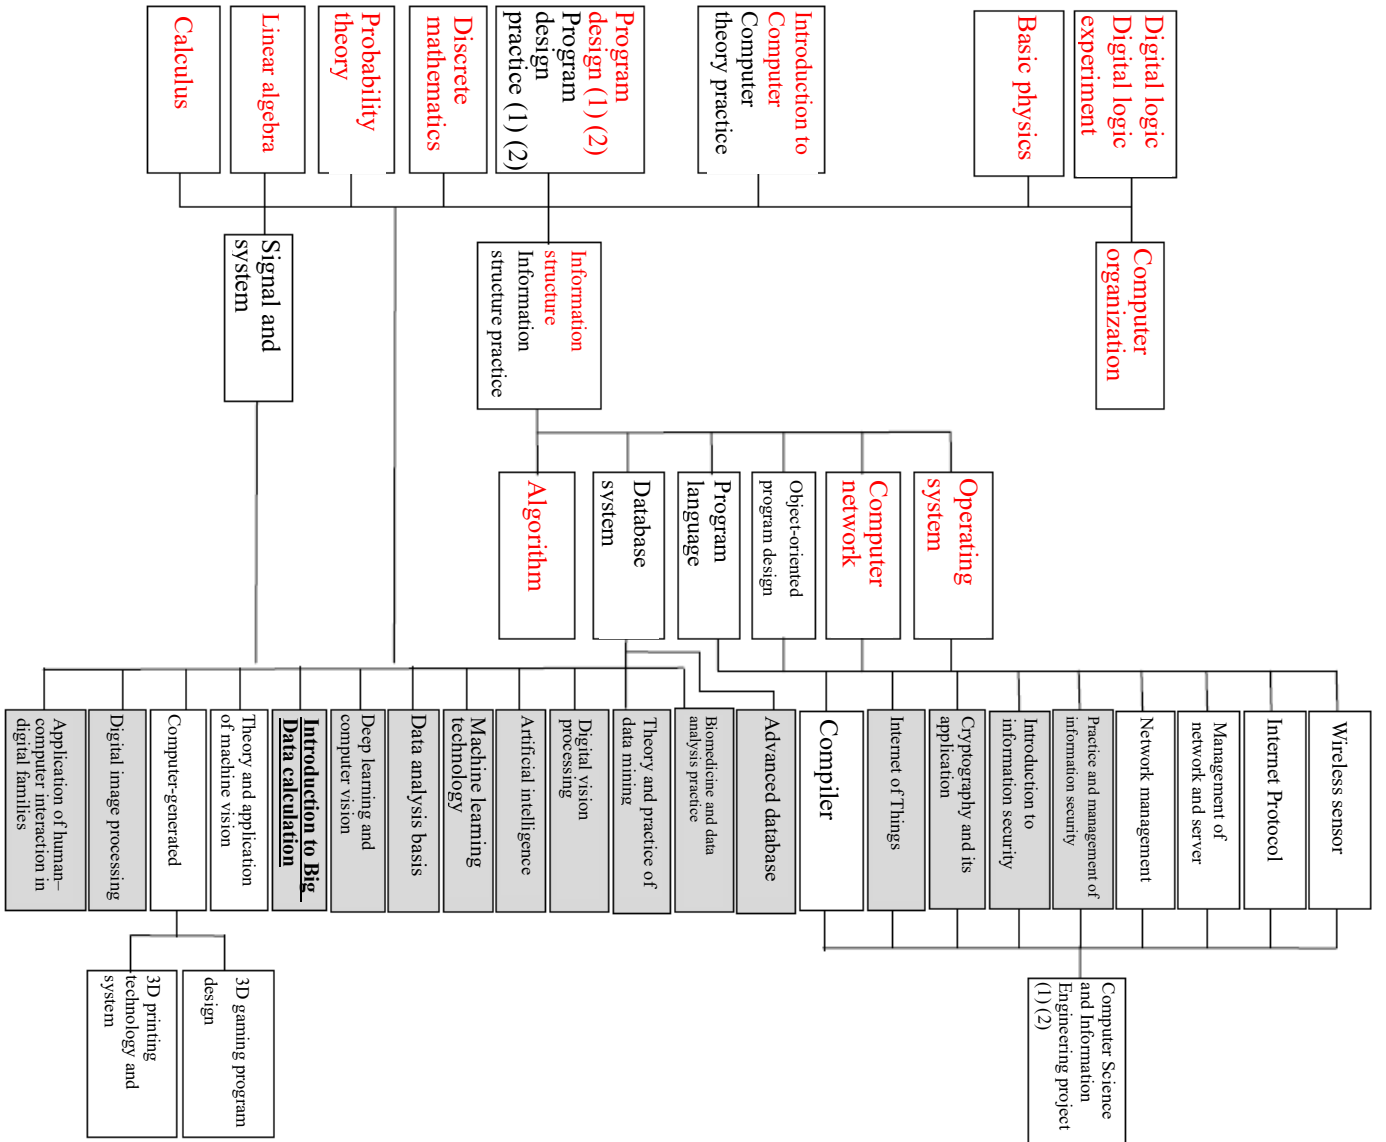 Calculus
Linear algebra
Probability
theory
Discrete
mathematics
Program
design (1) (2)
Program
design
practice (1) (2)
Introduction to
Computer
Computer
theory practice
Basic physics
Digital logic
Digital logic
experiment
Signal and
system
Information
structure
Information
structure practice
Computer
organization
Algorithm
Database
system
Program
language
Object-oriented
program design
Computer
network
Operating
system
Application of human–
computer interaction in
digital families
Digital image processing
Computer-generated
Theory and application
of machine vision
Introduction to Big
Data calculation
Deep learning and
computer vision
Data analysis basis
Machine learning
technology
Artificial intelligence
Digital vision
processing
Theory and practice of
data mining
Biomedicine and data
analysis practice
Advanced database
Compiler
Internet of Things
Cryptography and its
application
Introduction to
information security
Practice and management of
information security
Network management
Management of
network and server
Internet Protocol
Wireless sensor
3D printing
technology and
system
3D gaming program
design
Computer Science
and Information
Engineering project
(1) (2)